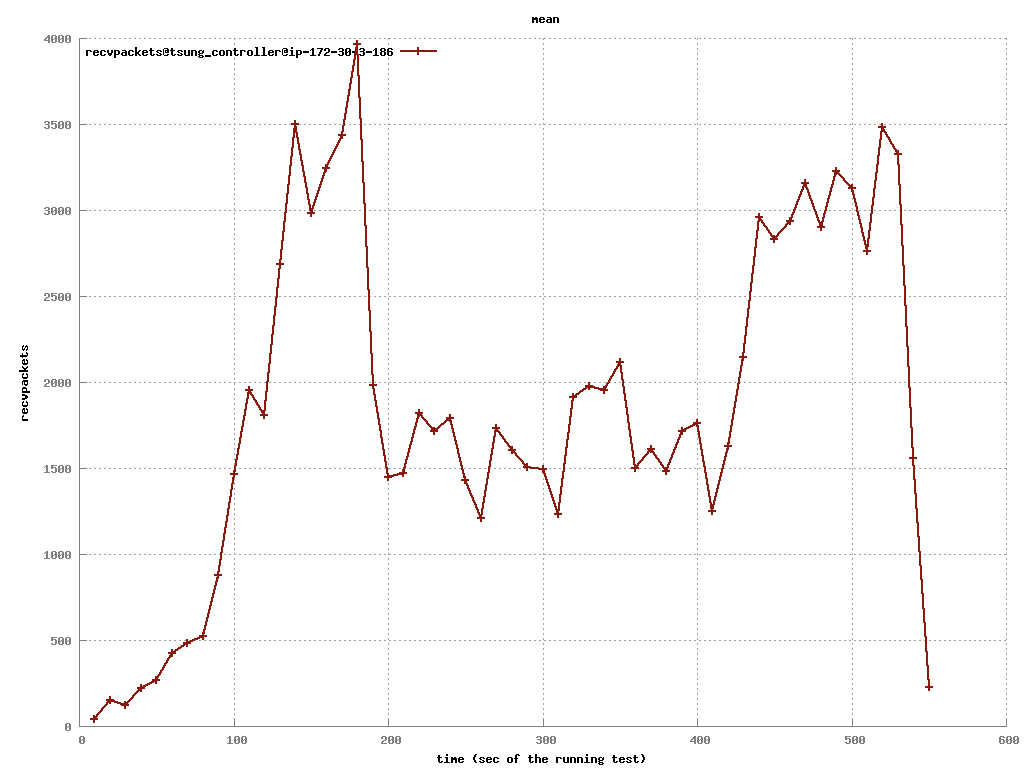 mean
4000
recvpackets@tsung_controller@ip-172-30-3-186
3500
3000
2500
2000
1500
1000
500
0
recvpackets
0 100 200 300 400 500 600
time (sec of the running test)